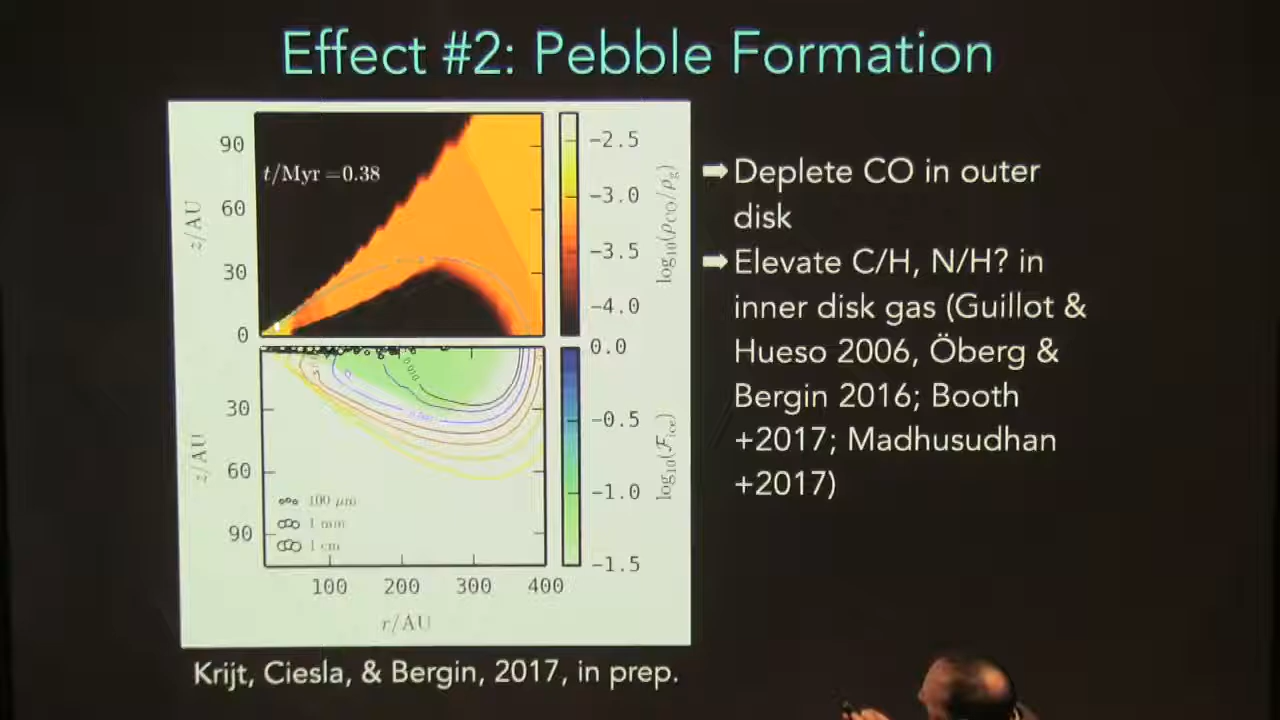 Effect #2: Pebble Formation
90
60
30
0
z/AU
t/Myr=0.38
−2.5
−3.0
−3.5
−4.0
log₁₀(ρCO/ρg)
30
60
90
z/AU
0.010
100 μm
1 mm
1 cm
100 200 300 400
r/AU
0.0
−0.5
−1.0
−1.5
log₁₀(ℱice)
➡Deplete CO in outer
disk
➡Elevate C/H, N/H? in
inner disk gas (Guillot &
Hueso 2006, Öberg &
Bergin 2016; Booth
+2017; Madhusudhan
+2017)
Krijt, Ciesla, & Bergin, 2017, in prep.